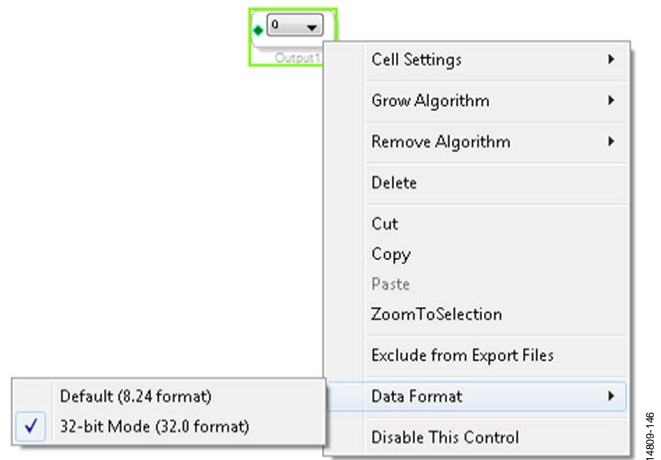 0
Output1
Cell Settings
Grow Algorithm
Remove Algorithm
Delete
Cut
Copy
Paste
ZoomToSelection
Exclude from Export Files
Data Format
Default (8.24 format)
32-bit Mode (32.0 format)
Disable This Control
14809-146